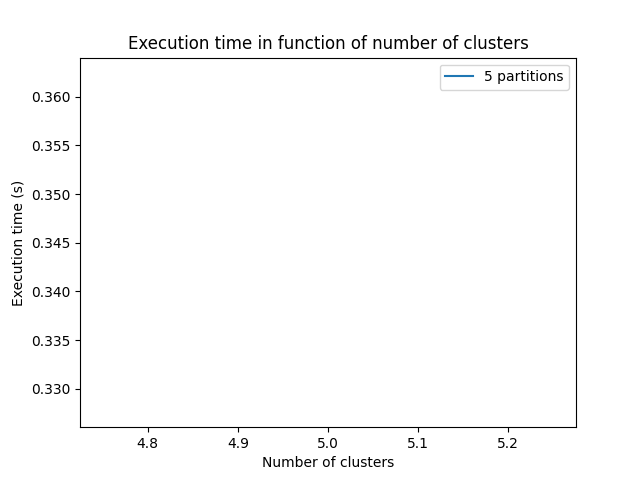 Execution time in function of number of clusters
5 partitions
0.360
0.355
0.350
0.345
0.340
0.335
0.330
Execution time (s)
4.8 4.9 5.0 5.1 5.2
Number of clusters